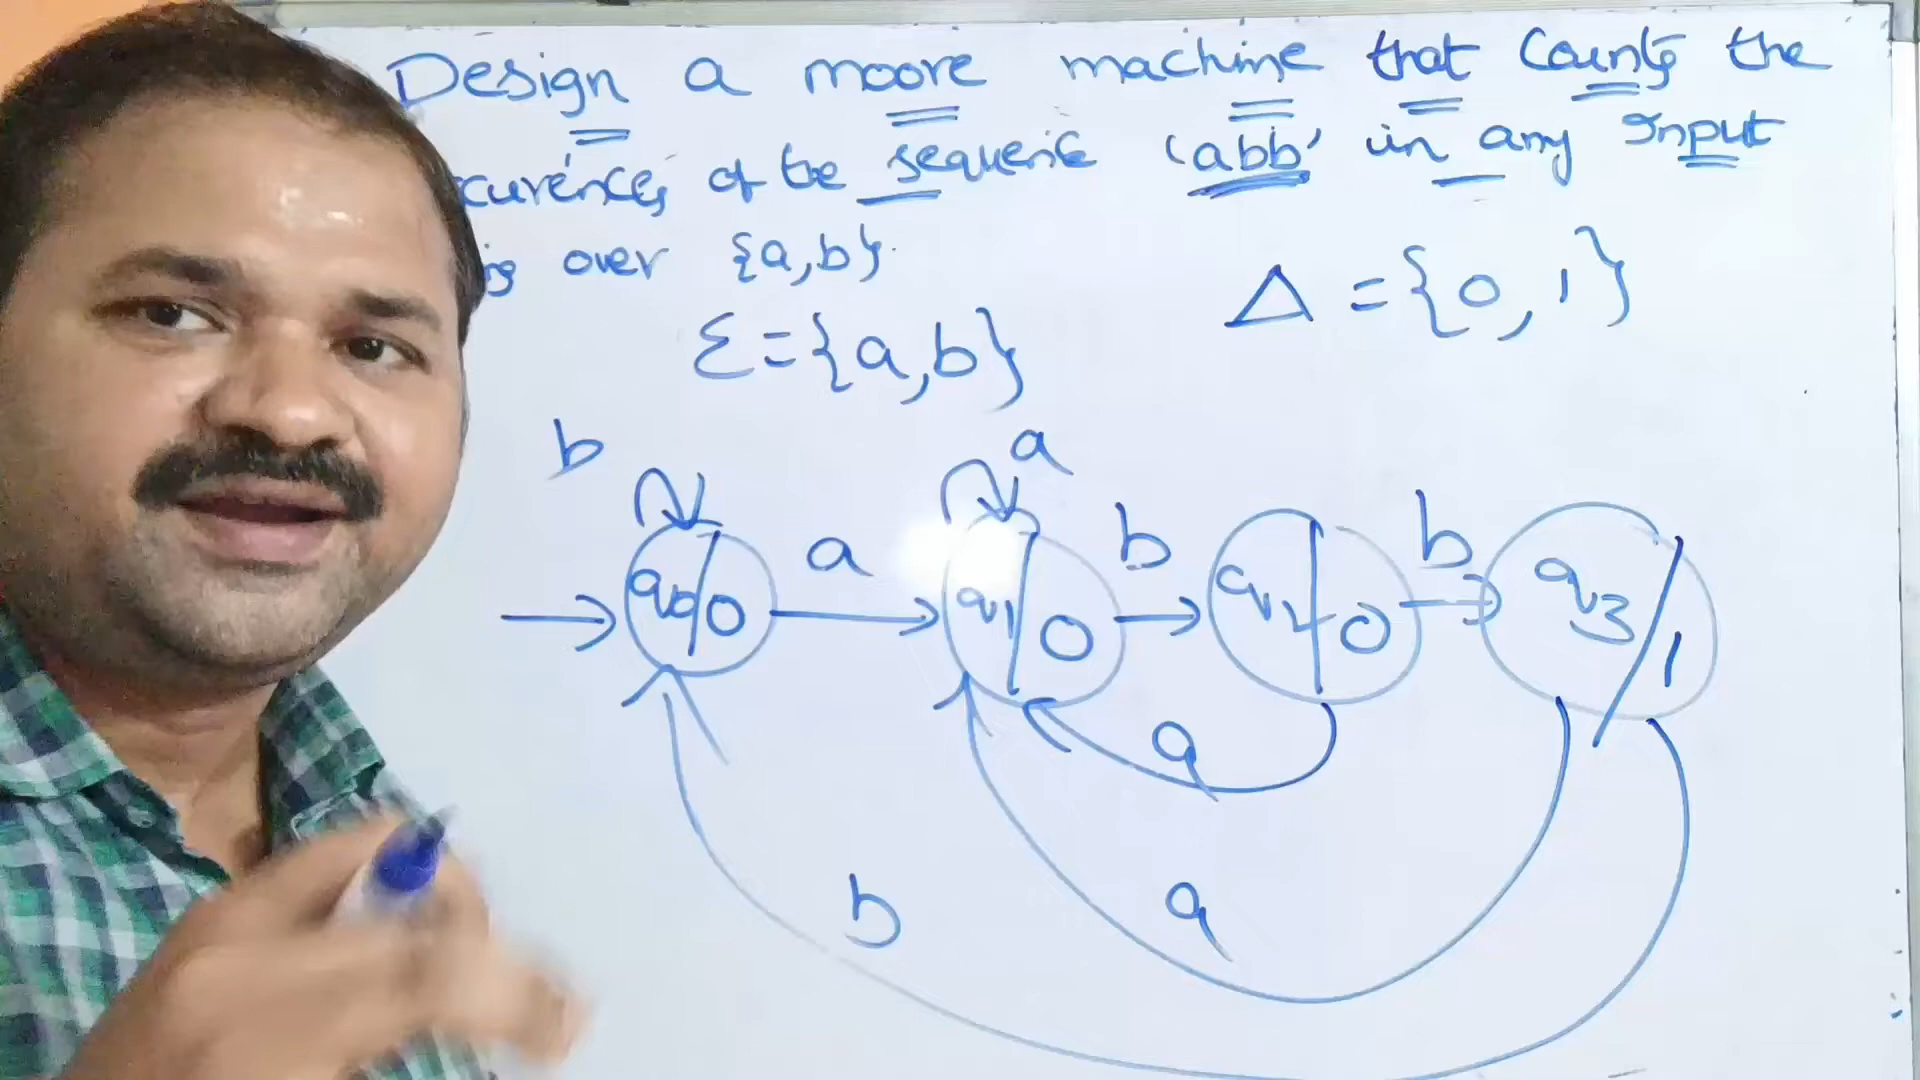 Design a moore machine that counts the
curences of the sequence 'abb' in any Input
over {a,b}.
Δ = {0,1}
Σ={a,b}
b a
a b b
q0/0 q1/0 q2/0 q3/1
a
b a